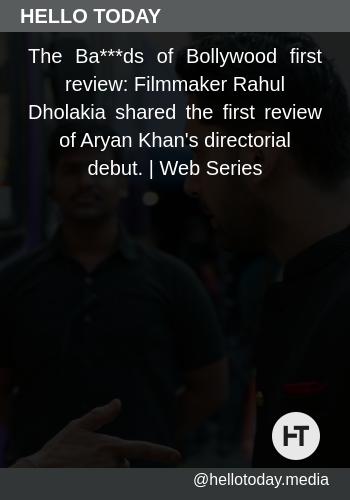 HELLO TODAY
The Ba***ds of Bollywood first
review: Filmmaker Rahul
Dholakia shared the first review
of Aryan Khan's directorial
debut. | Web Series
HT
@hellotoday.media